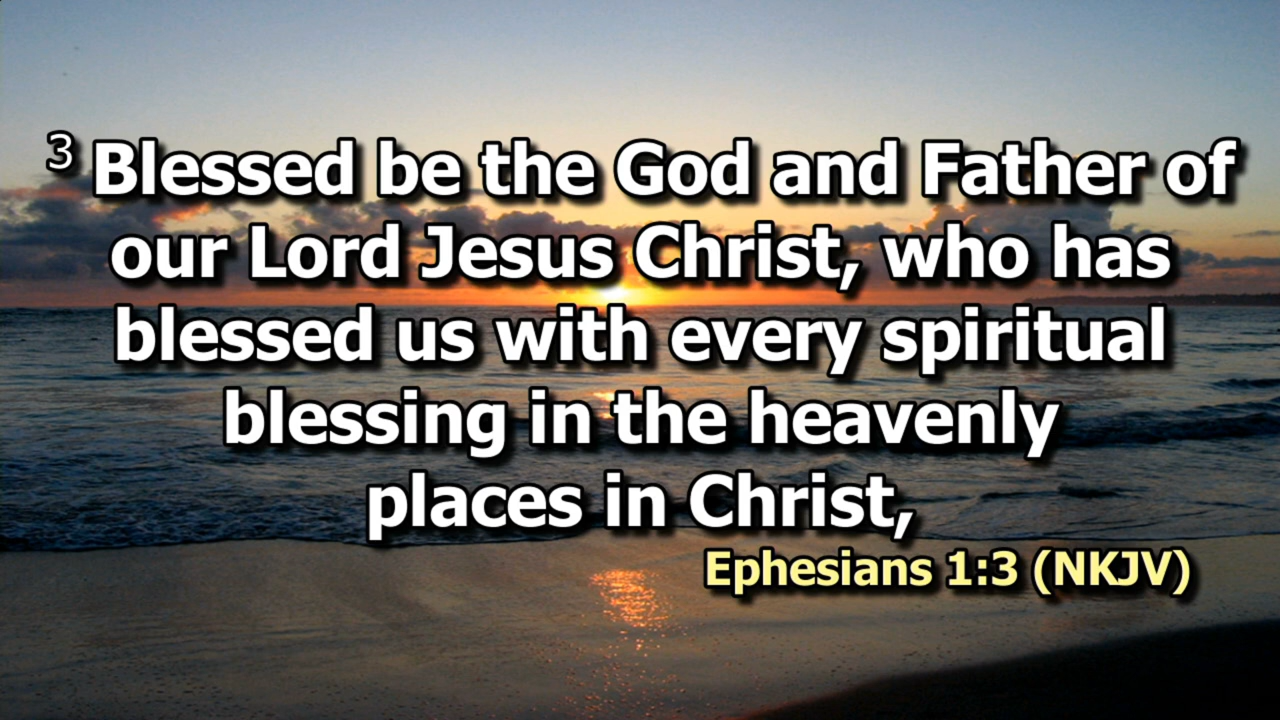 3 Blessed be the God and Father of
our Lord Jesus Christ, who has
blessed us with every spiritual
blessing in the heavenly
places in Christ,
Ephesians 1:3 (NKJV)